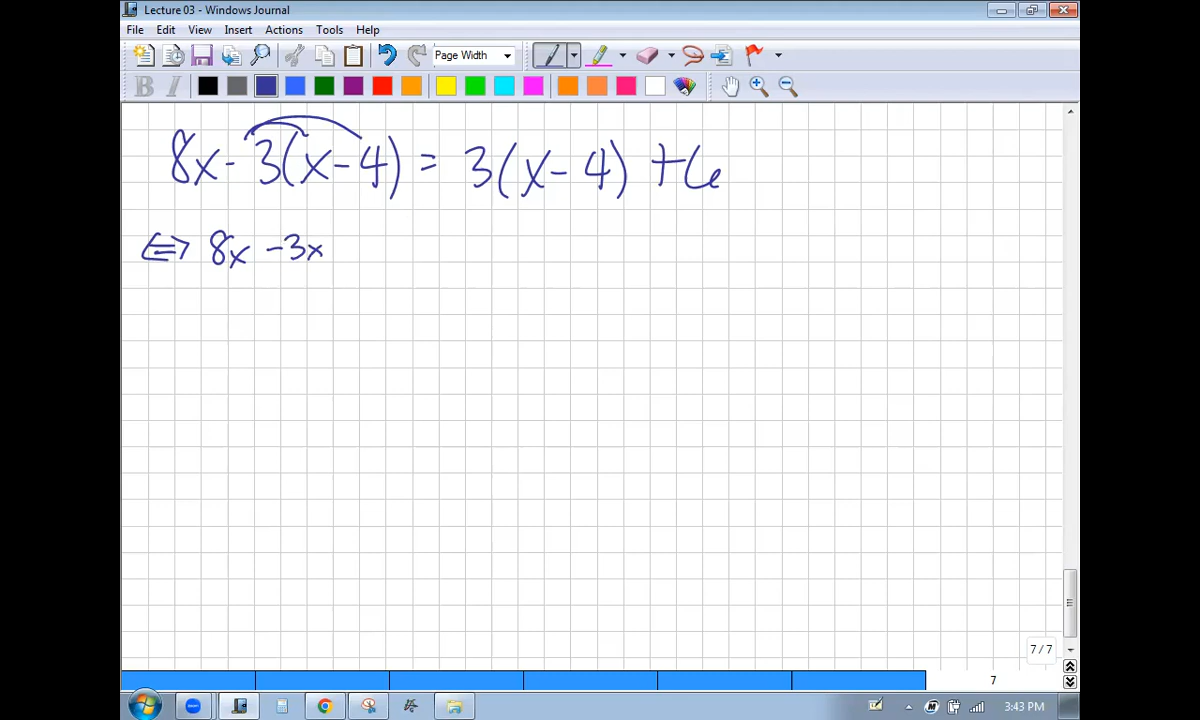 Lecture 03 - Windows Journal
File Edit View Insert Actions Tools Help
Page Width
B I
8x - 3(x - 4) = 3(x - 4) + 6
⇔ 8x - 3x
7 / 7
7
3:43 PM